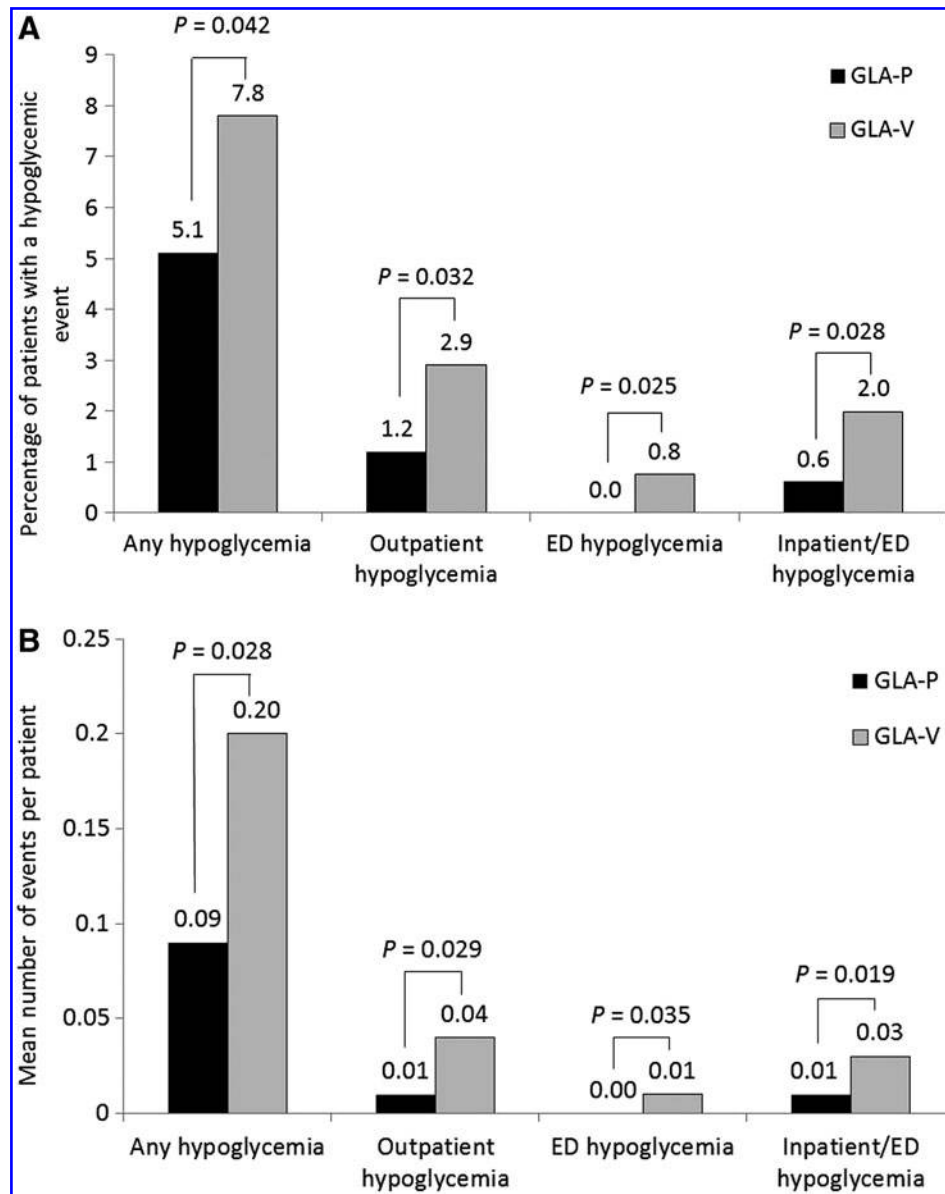 A
P = 0.042
9
8
7
6
5
4
3
2
1
0
Percentage of patients with a hypoglycemic
event
7.8
5.1
P = 0.032
2.9
1.2
P = 0.025
0.8
0.0
P = 0.028
2.0
0.6
GLA-P
GLA-V
Any hypoglycemia
Outpatient
hypoglycemia
ED hypoglycemia
Inpatient/ED
hypoglycemia
B
0.25
0.2
0.15
0.1
0.05
0
Mean number of events per patient
P = 0.028
0.20
0.09
P = 0.029
0.04
0.01
P = 0.035
0.01
0.00
P = 0.019
0.03
0.01
GLA-P
GLA-V
Any hypoglycemia
Outpatient
hypoglycemia
ED hypoglycemia
Inpatient/ED
hypoglycemia